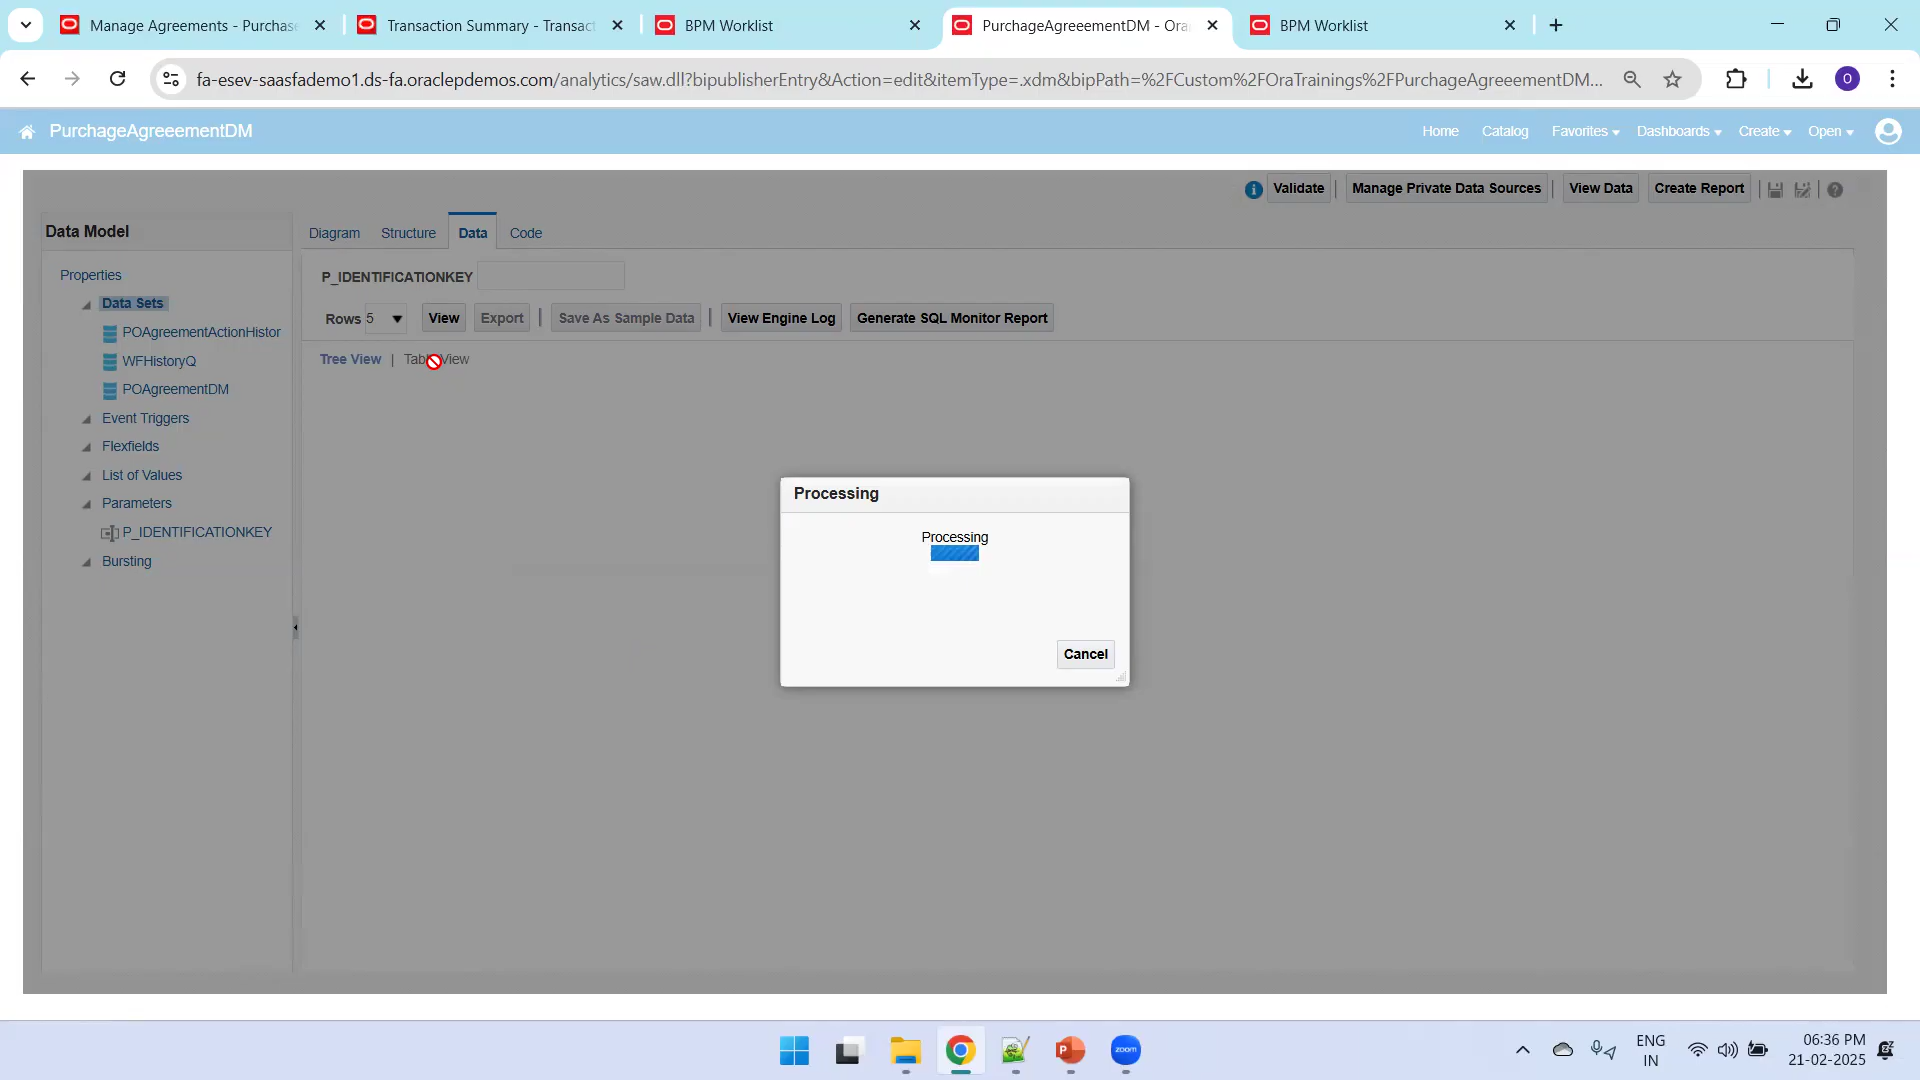 Manage Agreements - Purchase
Transaction Summary - Transact
BPM Worklist
PurchageAgreeementDM - Ora
BPM Worklist
fa-esev-saasfademo1.ds-fa.oraclepdemos.com/analytics/saw.dll?bipublisherEntry&Action=edit&itemType=.xdm&bipPath=%2FCustom%2FOraTrainings%2FPurchageAgreeementDM...
O
PurchageAgreeementDM
Home
Catalog
Favorites
Dashboards
Create
Open
Validate
Manage Private Data Sources
View Data
Create Report
Data Model
Diagram
Structure
Data
Code
Properties
Data Sets
POAgreementActionHistor
WFHistoryQ
POAgreementDM
Event Triggers
Flexfields
List of Values
Parameters
P_IDENTIFICATIONKEY
Bursting
P_IDENTIFICATIONKEY
Rows 5
View
Export
Save As Sample Data
View Engine Log
Generate SQL Monitor Report
Tree View | Table View
Processing
Processing
Cancel
zoom
ENG
IN
06:36 PM
21-02-2025